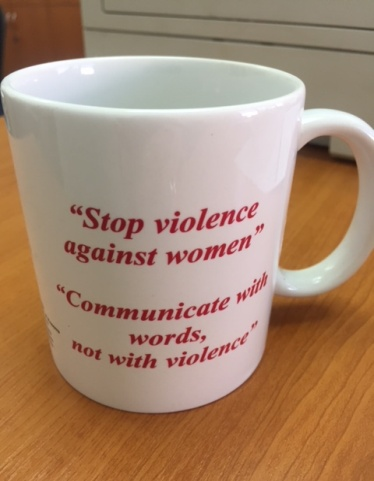 “Stop violence
against women”
“Communicate with
words,
not with violence”